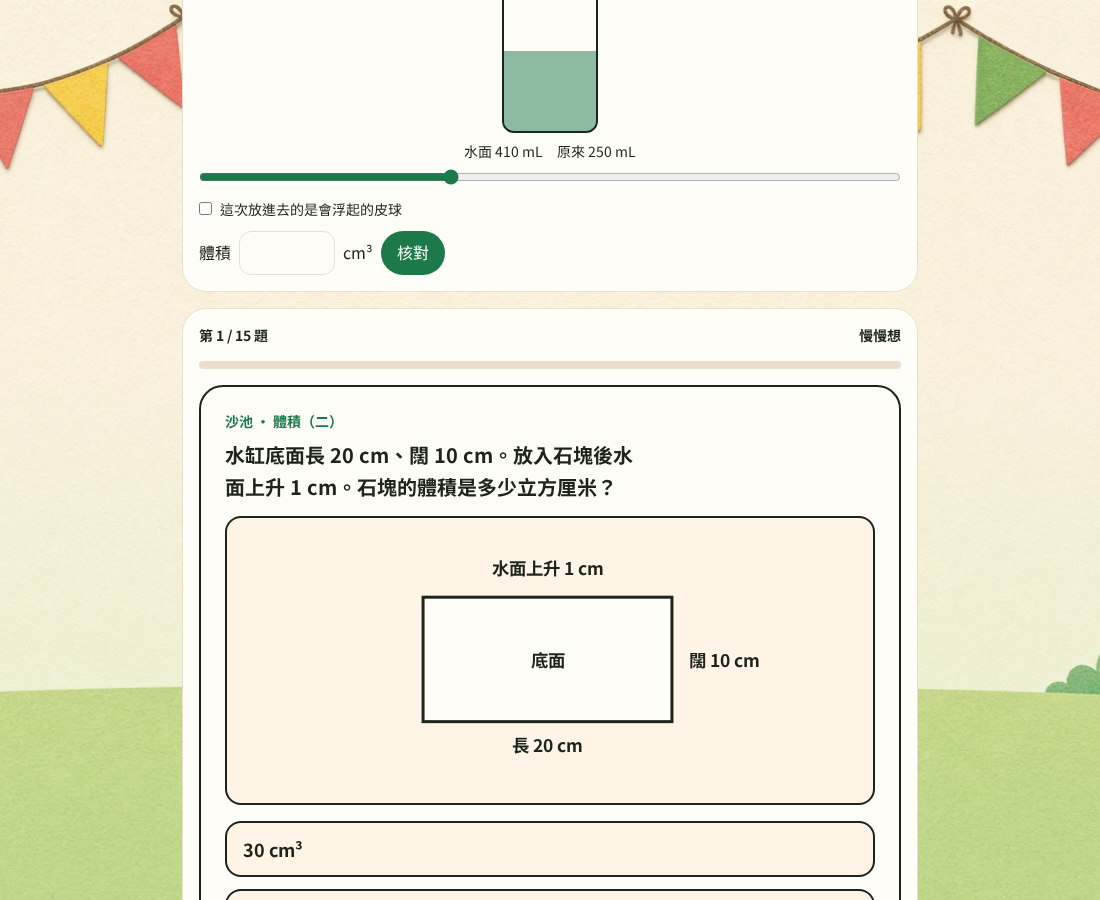 水面 410 mL　原來 250 mL
這次放進去的是會浮起的皮球
體積 cm³ 核對
第 1 / 15 題 慢慢想
沙池 · 體積（二）
水缸底面長 20 cm、闊 10 cm。放入石塊後水
面上升 1 cm。石塊的體積是多少立方厘米？
水面上升 1 cm
底面
闊 10 cm
長 20 cm
30 cm³